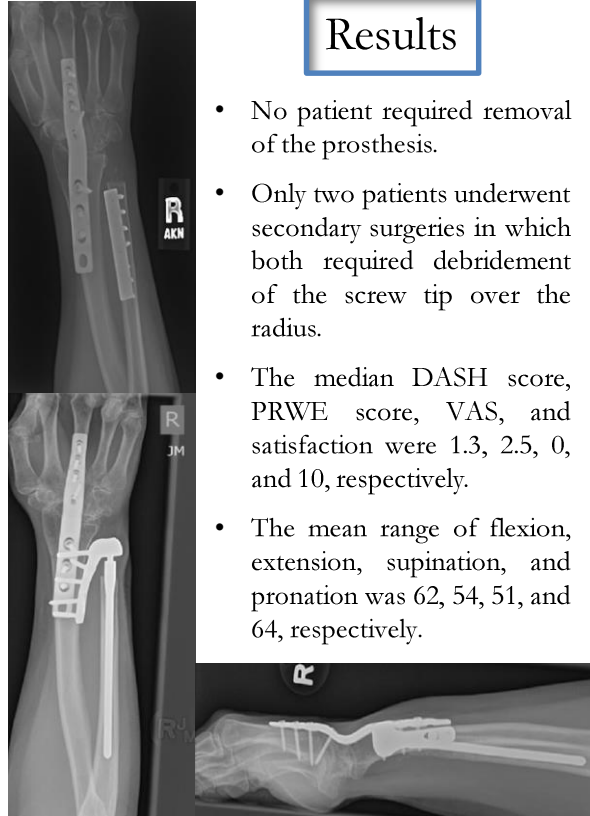 Results
• No patient required removal
of the prosthesis.
• Only two patients underwent
secondary surgeries in which
both required debridement
of the screw tip over the
radius.
• The median DASH score,
PRWE score, VAS, and
satisfaction were 1.3, 2.5, 0,
and 10, respectively.
• The mean range of flexion,
extension, supination, and
pronation was 62, 54, 51, and
64, respectively.
R
AKN
R
JM
R